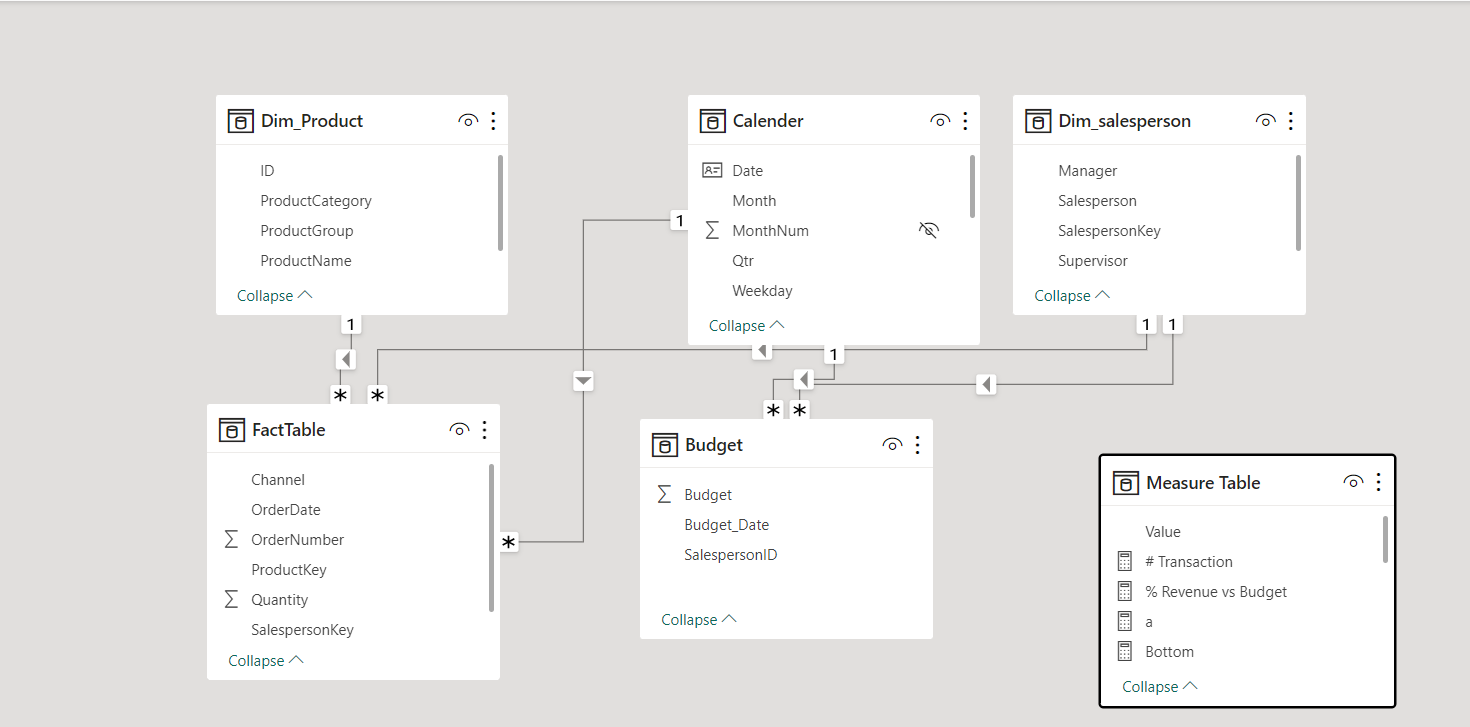 Dim_Product
ID
ProductCategory
ProductGroup
ProductName
Collapse
1
*
Calender
Date
Month
MonthNum
Qtr
Weekday
Collapse
1
1
Dim_salesperson
Manager
Salesperson
SalespersonKey
Supervisor
Collapse
1
1
*
FactTable
Channel
OrderDate
OrderNumber
ProductKey
Quantity
SalespersonKey
Collapse
*
*
*
Budget
Budget
Budget_Date
SalespersonID
Collapse
Measure Table
Value
# Transaction
% Revenue vs Budget
a
Bottom
Collapse